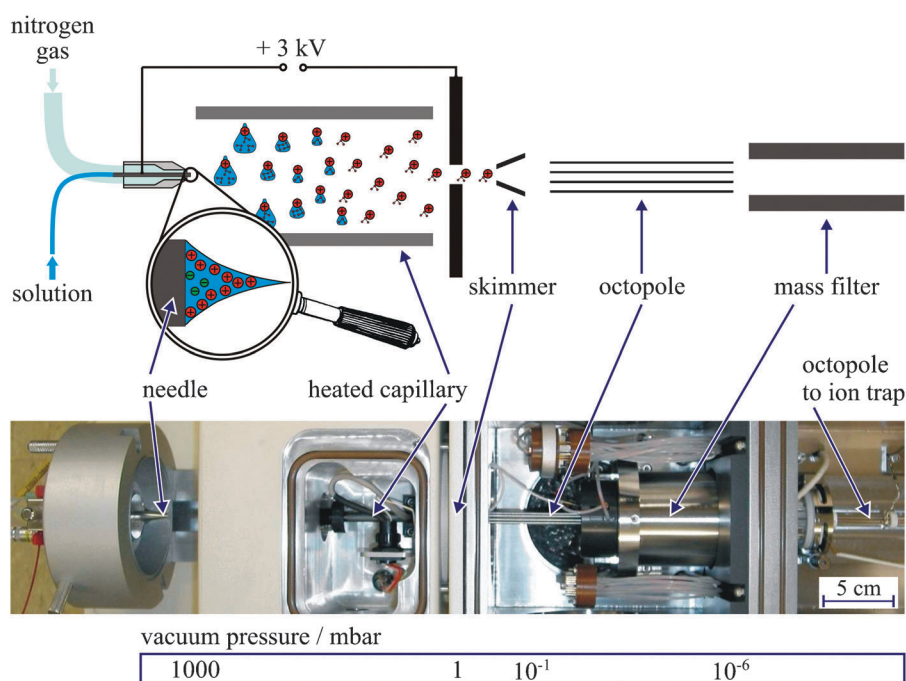 nitrogen
gas
+ 3 kV
solution
skimmer
octopole
mass filter
needle
heated capillary
octopole
to ion trap
5 cm
vacuum pressure / mbar
1000 1 10⁻¹ 10⁻⁶